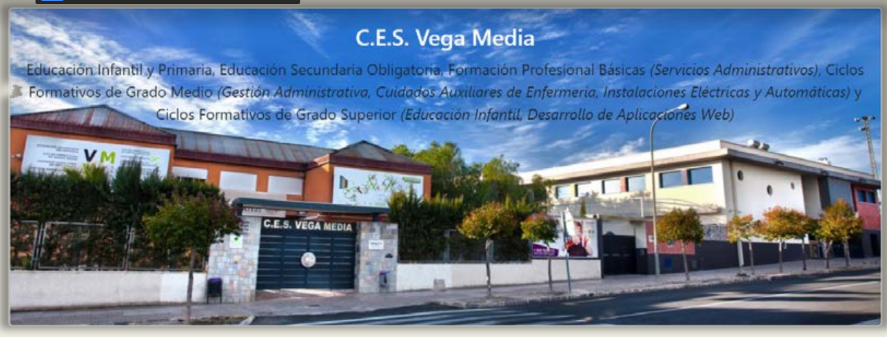 C.E.S. Vega Media
Educación Infantil y Primaria, Educación Secundaria Obligatoria, Formación Profesional Básicas (Servicios Administrativos), Ciclos
Formativos de Grado Medio (Gestión Administrativa, Cuidados Auxiliares de Enfermería, Instalaciones Eléctricas y Automáticas) y
Ciclos Formativos de Grado Superior (Educación Infantil, Desarrollo de Aplicaciones Web)
VM
C.E.S. VEGA MEDIA